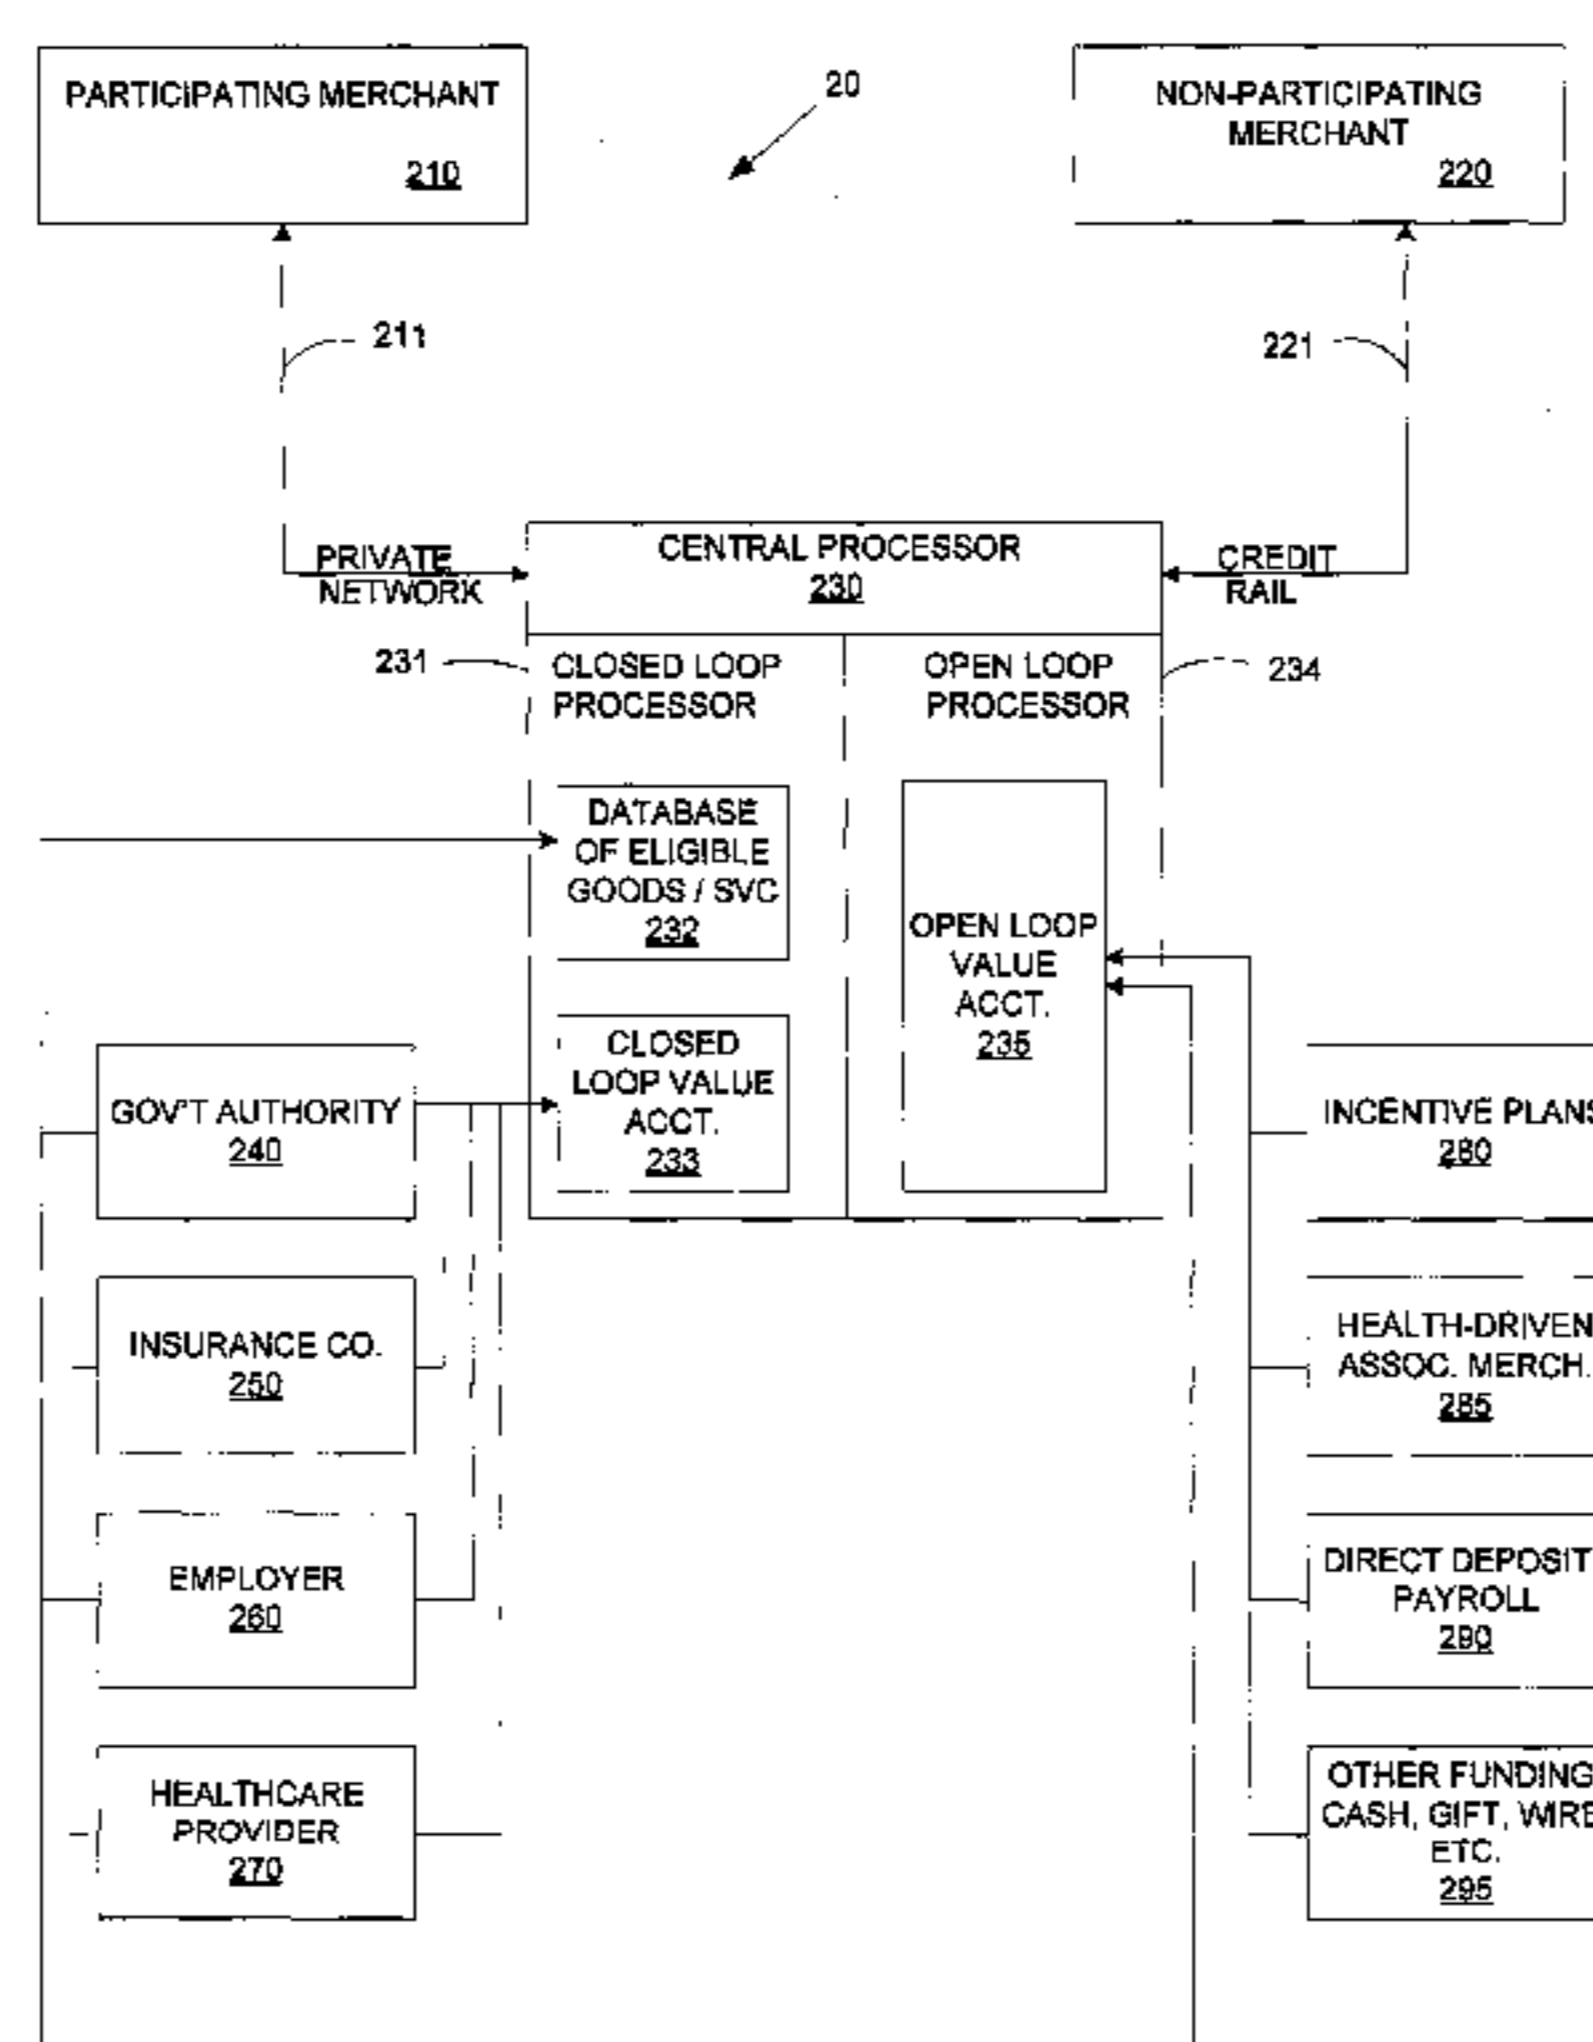 PARTICIPATING MERCHANT
210
20
NON-PARTICIPATING
MERCHANT
220
211
221
PRIVATE
NETWORK
CENTRAL PROCESSOR
230
CREDIT
RAIL
231
CLOSED LOOP
PROCESSOR
OPEN LOOP
PROCESSOR
234
DATABASE
OF ELIGIBLE
GOODS / SVC
232
OPEN LOOP
VALUE
ACCT.
235
CLOSED
LOOP VALUE
ACCT.
233
GOV'T AUTHORITY
240
INCENTIVE PLANS
280
INSURANCE CO.
250
HEALTH-DRIVEN
ASSOC. MERCH.
285
EMPLOYER
260
DIRECT DEPOSIT
PAYROLL
290
HEALTHCARE
PROVIDER
270
OTHER FUNDING
CASH, GIFT, WIRE
ETC.
295